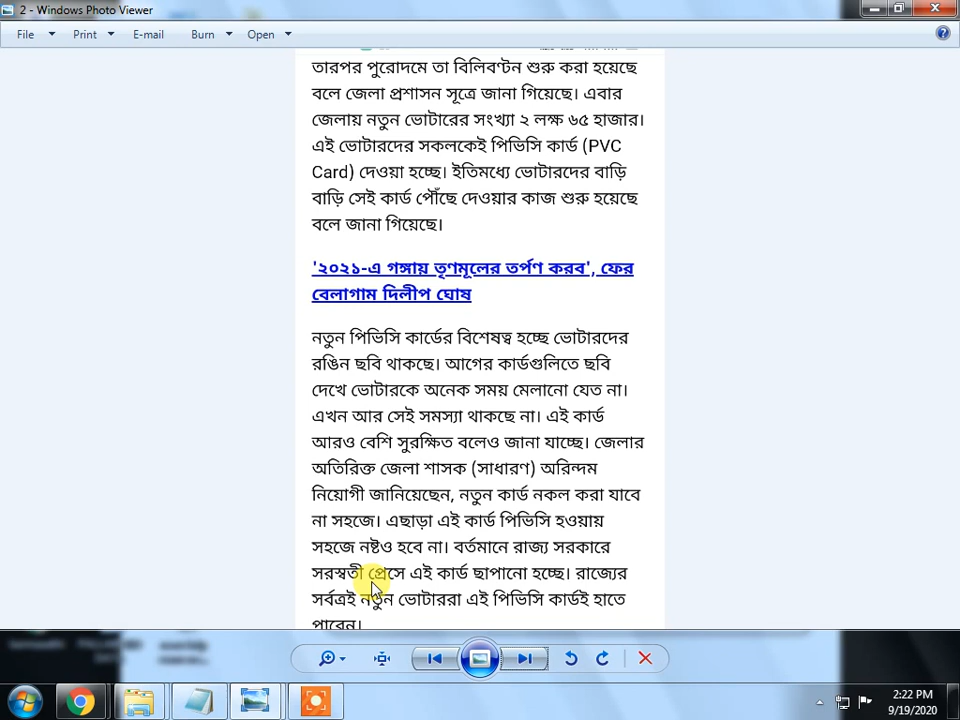 2 - Windows Photo Viewer
File Print E-mail Burn Open
তারপর পুরোদমে তা বিলিবণ্টন শুরু করা হয়েছে
বলে জেলা প্রশাসন সূত্রে জানা গিয়েছে। এবার
জেলায় নতুন ভোটারের সংখ্যা ২ লক্ষ ৬৫ হাজার।
এই ভোটারদের সকলকেই পিভিসি কার্ড (PVC
Card) দেওয়া হচ্ছে। ইতিমধ্যে ভোটারদের বাড়ি
বাড়ি সেই কার্ড পৌঁছে দেওয়ার কাজ শুরু হয়েছে
বলে জানা গিয়েছে।
'২০২১-এ গঙ্গায় তৃণমূলের তর্পণ করব', ফের
বেলাগাম দিলীপ ঘোষ
নতুন পিভিসি কার্ডের বিশেষত্ব হচ্ছে ভোটারদের
রঙিন ছবি থাকছে। আগের কার্ডগুলিতে ছবি
দেখে ভোটারকে অনেক সময় মেলানো যেত না।
এখন আর সেই সমস্যা থাকছে না। এই কার্ড
আরও বেশি সুরক্ষিত বলেও জানা যাচ্ছে। জেলার
অতিরিক্ত জেলা শাসক (সাধারণ) অরিন্দম
নিয়োগী জানিয়েছেন, নতুন কার্ড নকল করা যাবে
না সহজে। এছাড়া এই কার্ড পিভিসি হওয়ায়
সহজে নষ্টও হবে না। বর্তমানে রাজ্য সরকারে
সরস্বতী প্রেসে এই কার্ড ছাপানো হচ্ছে। রাজ্যের
সর্বত্রই নতুন ভোটাররা এই পিভিসি কার্ডই হাতে
পাবেন।
2:22 PM
9/19/2020